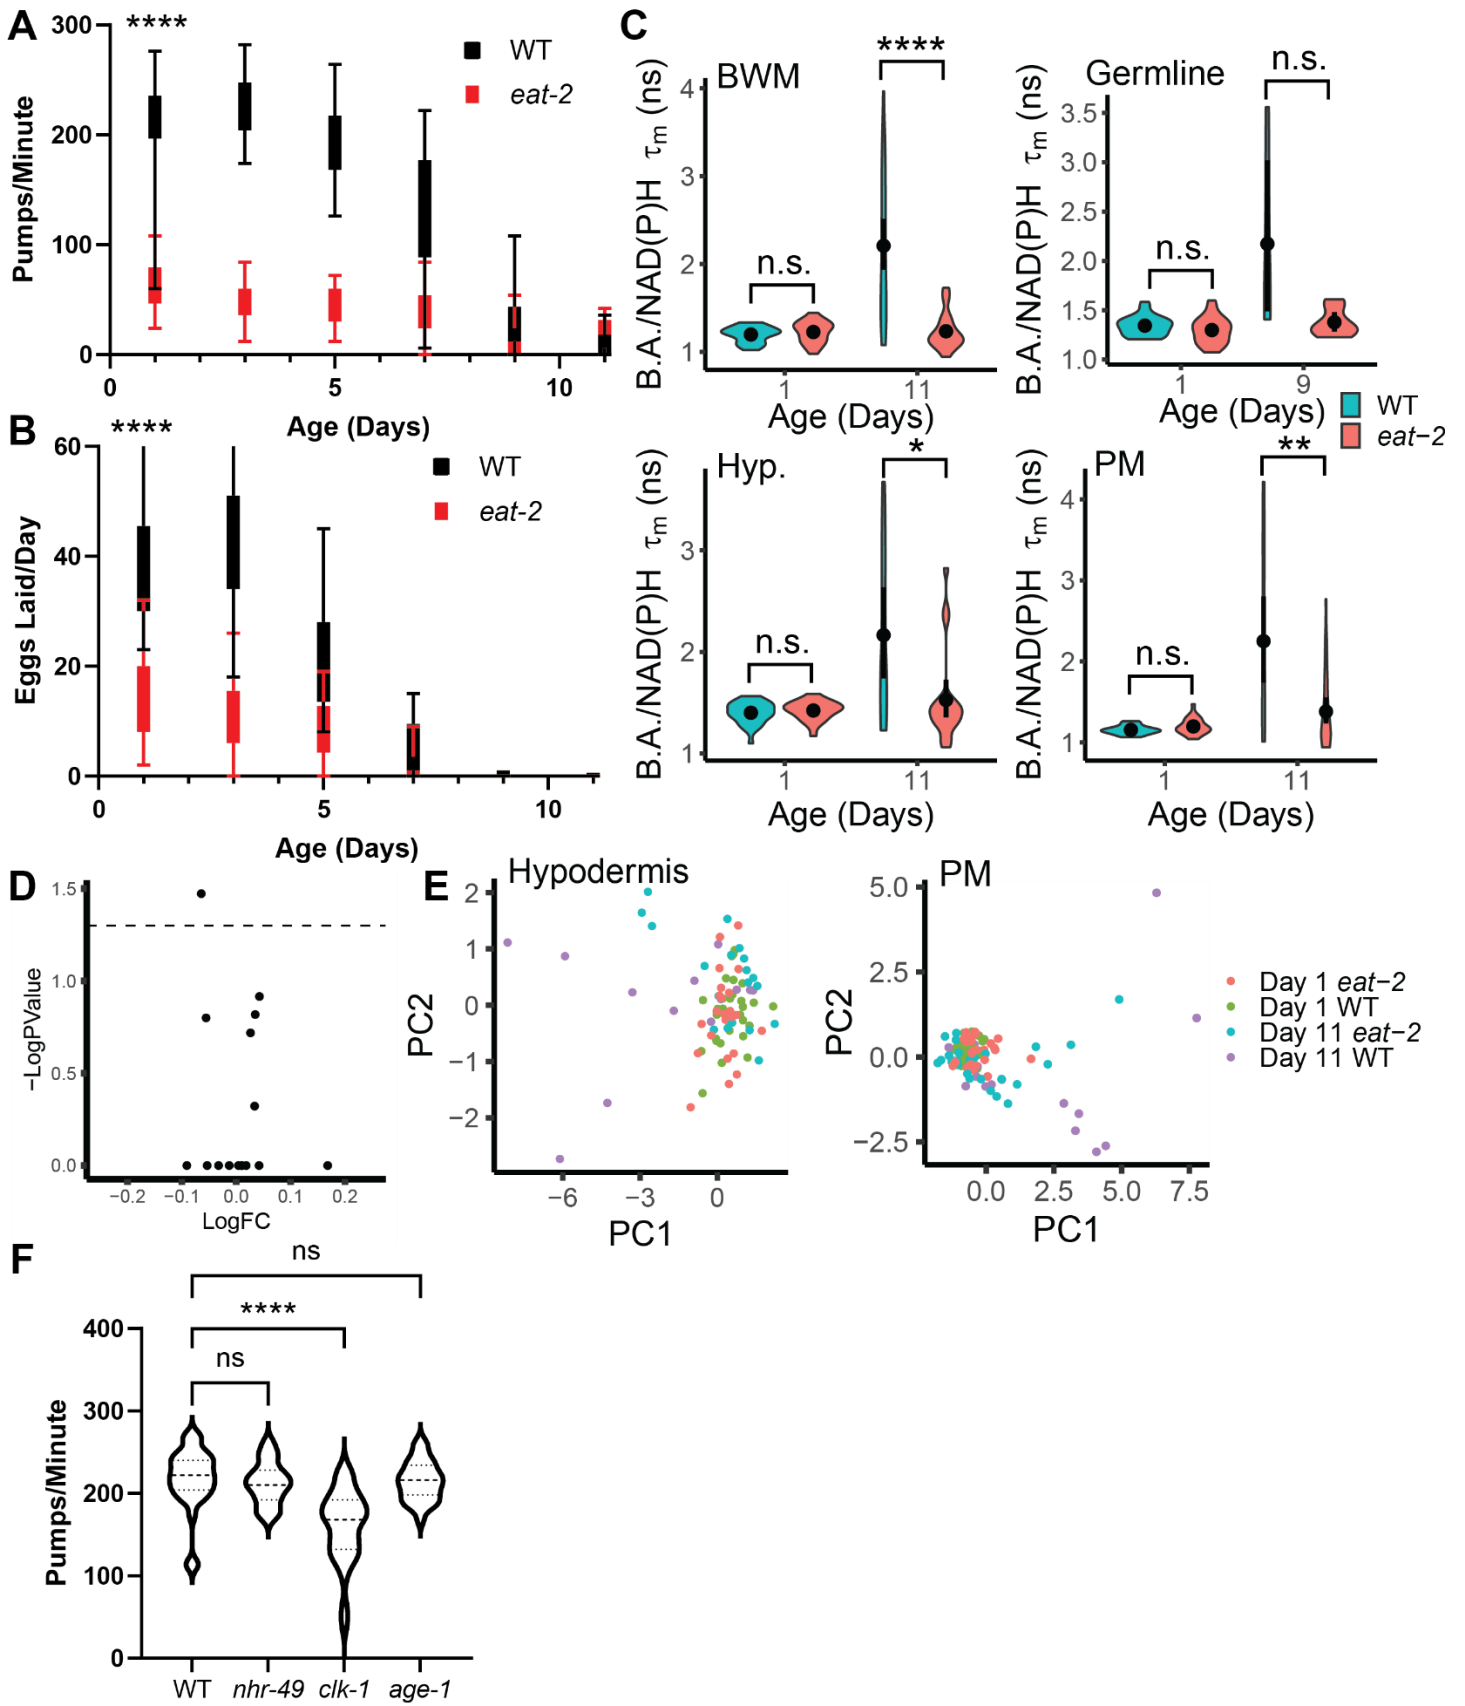 A
300
200
100
0
Pumps/Minute
****
WT
eat-2
0
5
10
Age (Days)
B
60
40
20
0
Eggs Laid/Day
****
WT
eat-2
0
5
10
Age (Days)
C
BWM
B.A./NAD(P)H τm (ns)
4
3
2
1
n.s.
****
1
11
Age (Days)
Germline
B.A./NAD(P)H τm (ns)
3.5
3.0
2.5
2.0
1.5
1.0
n.s.
n.s.
1
9
Age (Days)
WT
eat−2
Hyp.
B.A./NAD(P)H τm (ns)
3
2
1
n.s.
*
1
11
Age (Days)
PM
B.A./NAD(P)H τm (ns)
4
3
2
1
n.s.
**
1
11
Age (Days)
D
1.5
1.0
0.5
0.0
−LogPValue
−0.2
−0.1
0.0
0.1
0.2
LogFC
E
Hypodermis
2
1
0
−1
−2
PC2
−6
−3
0
PC1
PM
5.0
2.5
0.0
−2.5
PC2
0.0
2.5
5.0
7.5
PC1
Day 1 eat−2
Day 1 WT
Day 11 eat−2
Day 11 WT
F
ns
****
ns
400
300
200
100
0
Pumps/Minute
WT
nhr-49
clk-1
age-1